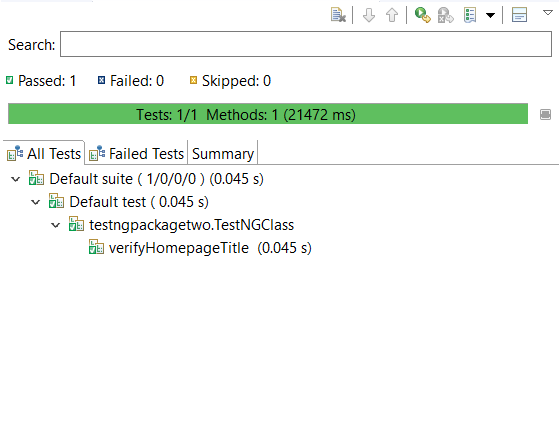 Search:
Passed: 1 Failed: 0 Skipped: 0
Tests: 1/1 Methods: 1 (21472 ms)
All Tests Failed Tests Summary
Default suite ( 1/0/0/0 ) (0.045 s)
Default test ( 0.045 s)
testngpackagetwo.TestNGClass
verifyHomepageTitle (0.045 s)